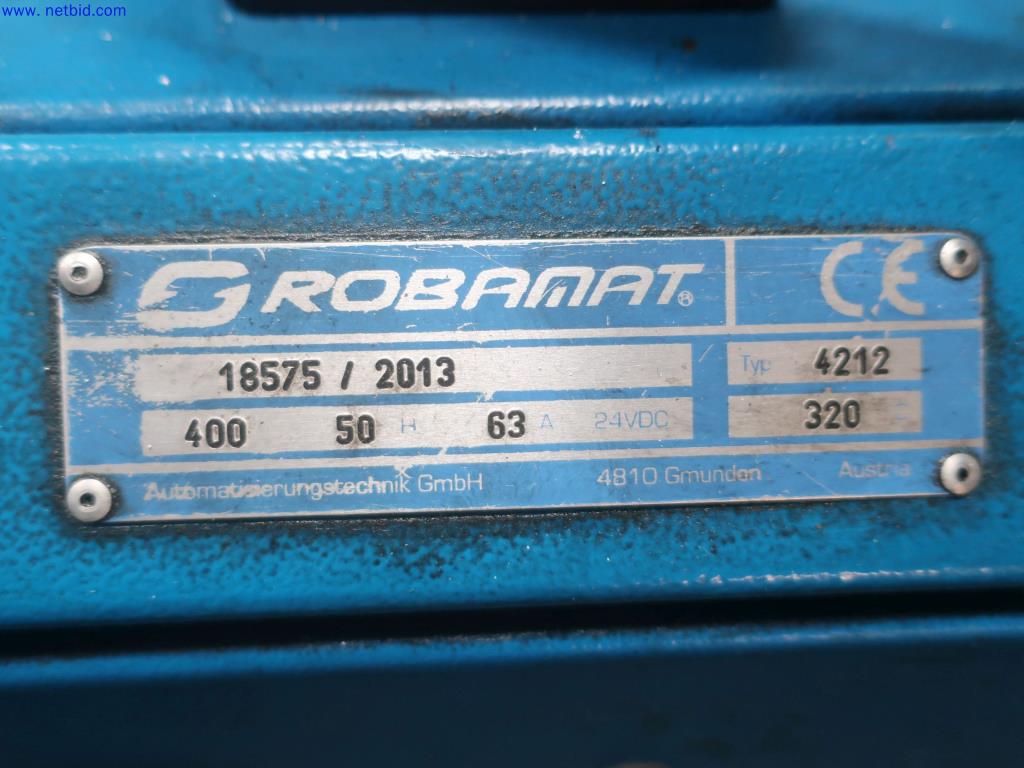 www.netbid.com
ROBAMAT® CE
18575 / 2013 Typ 4212
400 50 H 63 A 24VDC 320
Automatisierungstechnik GmbH 4810 Gmunden Austria